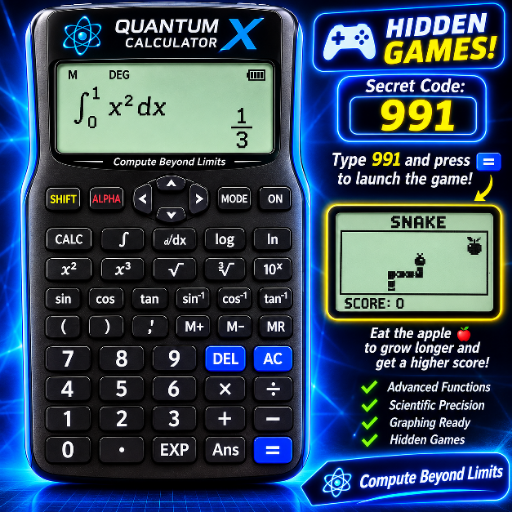 QUANTUM X
CALCULATOR
M DEG
∫₀¹ x² dx
1/3
Compute Beyond Limits
SHIFT ALPHA MODE ON
CALC ∫ d/dx log ln
x² x³ √ ∛ 10ˣ
sin cos tan sin⁻¹ cos⁻¹ tan⁻¹
( ) , M+ M− MR
7 8 9 DEL AC
4 5 6 × ÷
1 2 3 + −
0 · EXP Ans =
HIDDEN
GAMES!
Secret Code:
991
Type 991 and press =
to launch the game!
SNAKE
SCORE: 0
Eat the apple
to grow longer and
get a higher score!
Advanced Functions
Scientific Precision
Graphing Ready
Hidden Games
Compute Beyond Limits